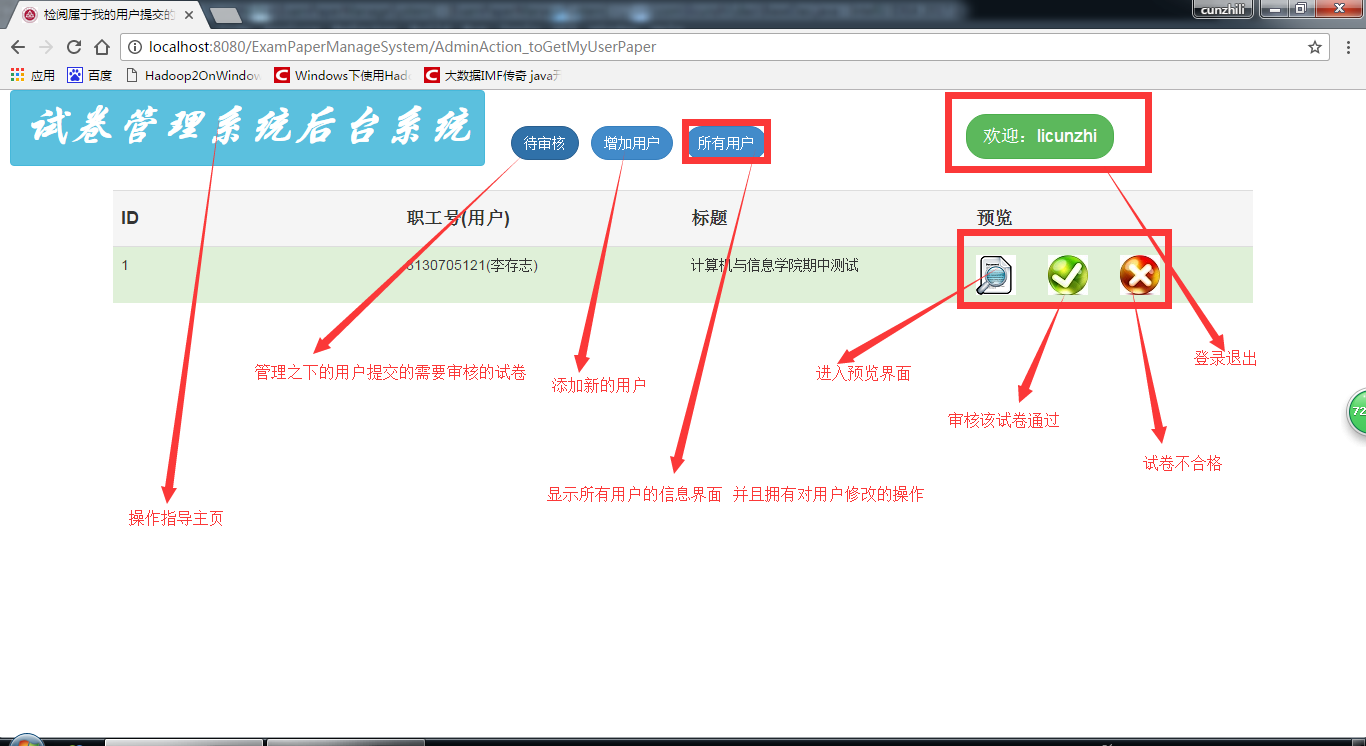 检阅属于我的用户提交的
cunzhili
localhost:8080/ExamPaperManageSystem/AdminAction_toGetMyUserPaper
应用 百度 Hadoop2OnWindow Windows下使用Had 大数据IMF传奇 java开
试卷管理系统后台系统
待审核 增加用户 所有用户
欢迎：licunzhi
ID 职工号(用户) 标题 预览
1 8130705121(李存志) 计算机与信息学院期中测试
登录退出
管理之下的用户提交的需要审核的试卷
进入预览界面
添加新的用户
72
审核该试卷通过
试卷不合格
显示所有用户的信息界面 并且拥有对用户修改的操作
操作指导主页